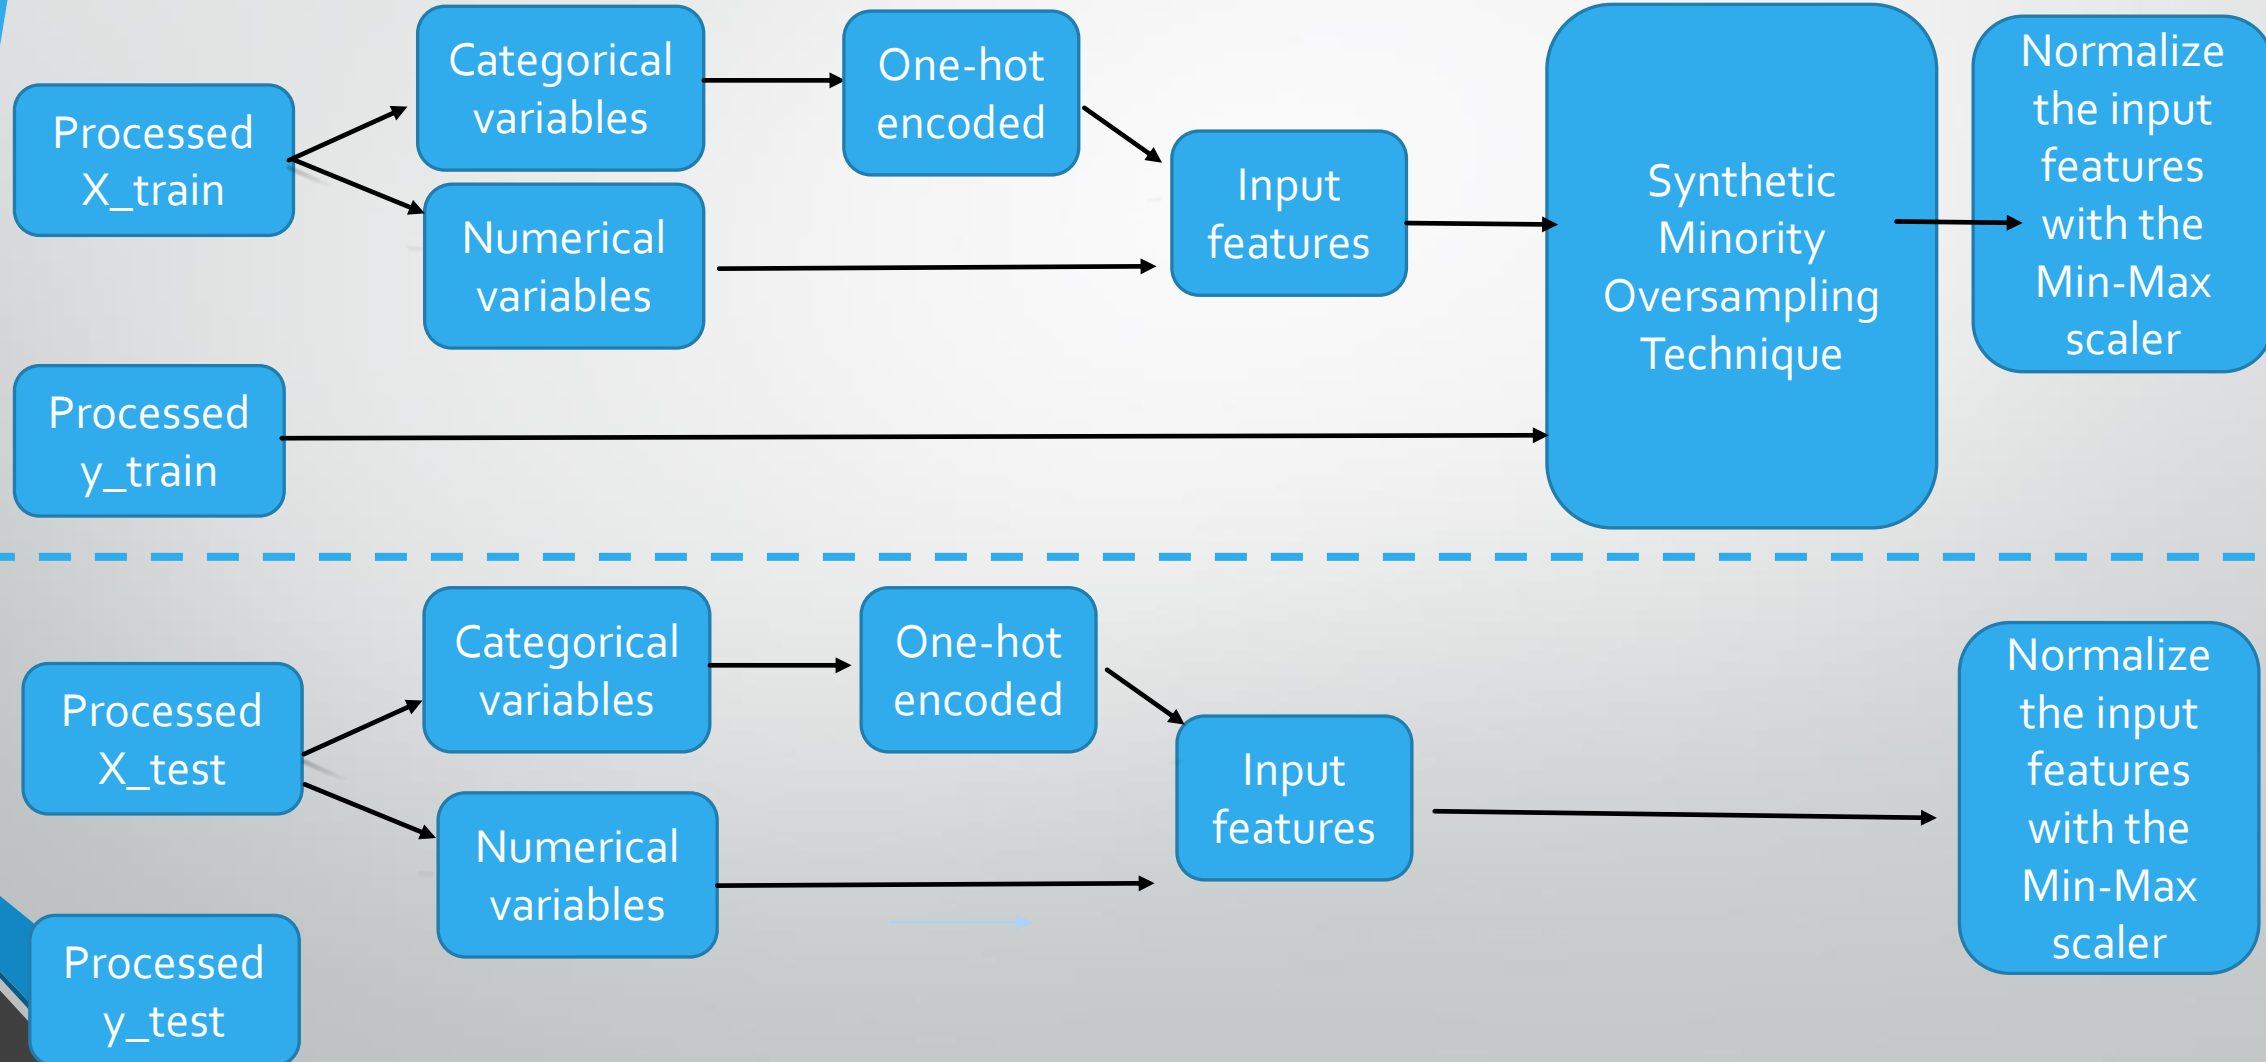 Processed
X_train
Categorical
variables
Numerical
variables
One-hot
encoded
Input
features
Synthetic
Minority
Oversampling
Technique
Normalize
the input
features
with the
Min-Max
scaler
Processed
y_train
Processed
X_test
Categorical
variables
Numerical
variables
One-hot
encoded
Input
features
Normalize
the input
features
with the
Min-Max
scaler
Processed
y_test